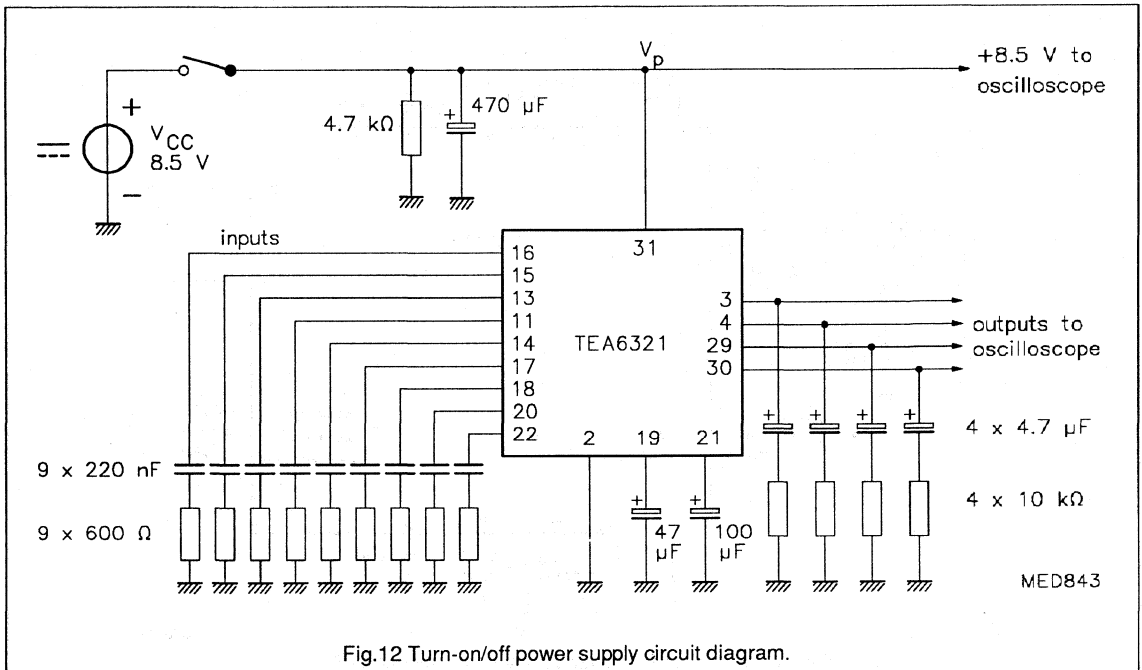 Vp
+8.5 V to
oscilloscope
+
VCC
8.5 V
−
4.7 kΩ
+
470 µF
inputs
16
15
13
11
14
17
18
20
22
31
TEA6321
3
4
29
30
outputs to
oscilloscope
2
19
21
9 x 220 nF
9 x 600 Ω
+
47
µF
+
100
µF
+
+
+
+
4 x 4.7 µF
4 x 10 kΩ
MED843
Fig.12 Turn-on/off power supply circuit diagram.